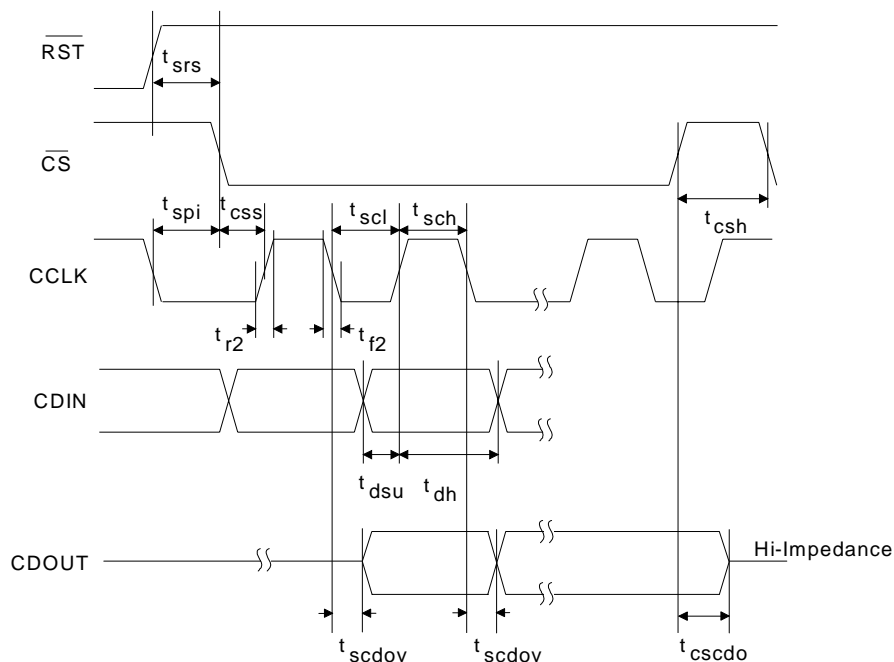 RST
t srs
CS
t spi
t css
t scl
t sch
t csh
CCLK
t r2
t f2
CDIN
t dsu
t dh
CDOUT
Hi-Impedance
t scdov
t scdov
t cscdo